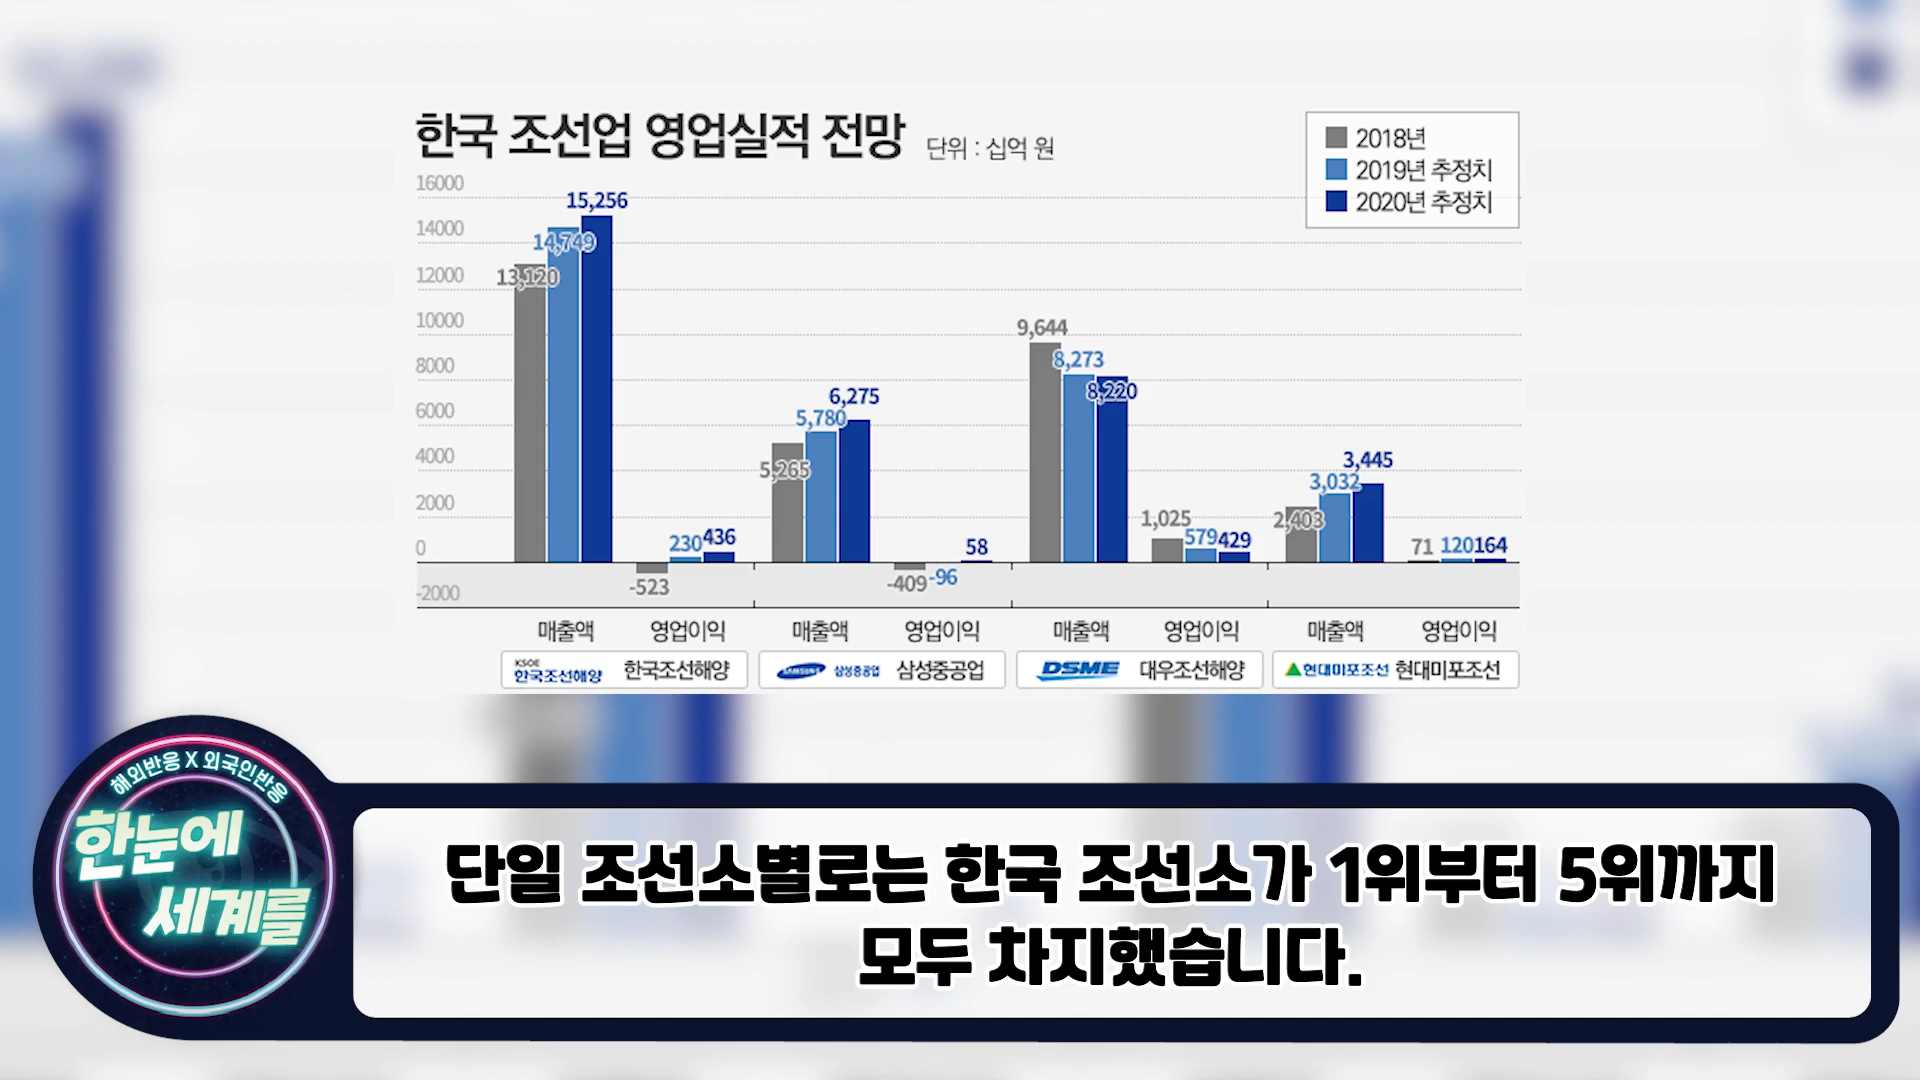 한국 조선업 영업실적 전망 단위 : 십억 원
2018년
2019년 추정치
2020년 추정치
16000
14000
12000
10000
8000
6000
4000
2000
0
-2000
13,120
14,749
15,256
-523
230
436
5,265
5,780
6,275
-409
-96
58
9,644
8,273
8,220
1,025
579
429
2,403
3,032
3,445
71
120
164
매출액 영업이익 매출액 영업이익 매출액 영업이익 매출액 영업이익
KSOE
한국조선해양 한국조선해양
SAMSUNG 삼성중공업 삼성중공업
DSME 대우조선해양
현대미포조선 현대미포조선
해외반응 X 외국인반응
한눈에
세계를
단일 조선소별로는 한국 조선소가 1위부터 5위까지
모두 차지했습니다.